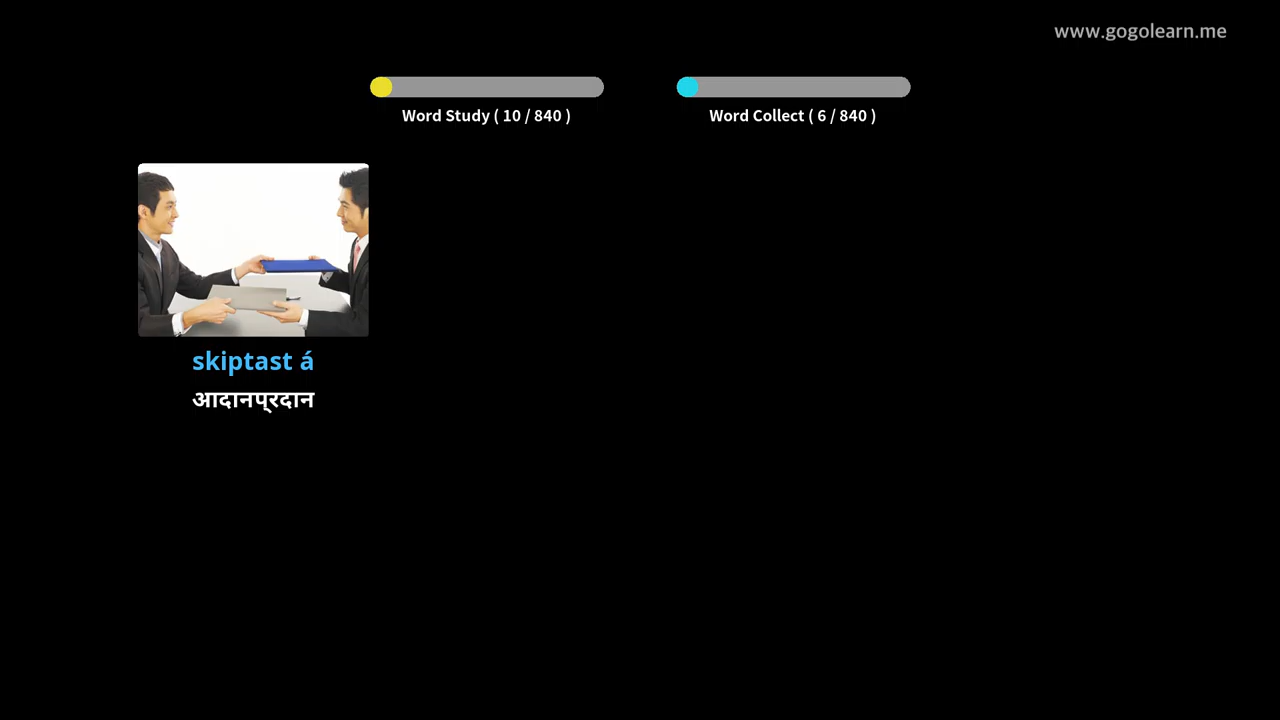 www.gogolearn.me
Word Study ( 10 / 840 )
Word Collect ( 6 / 840 )
skiptast á
आदानप्रदान